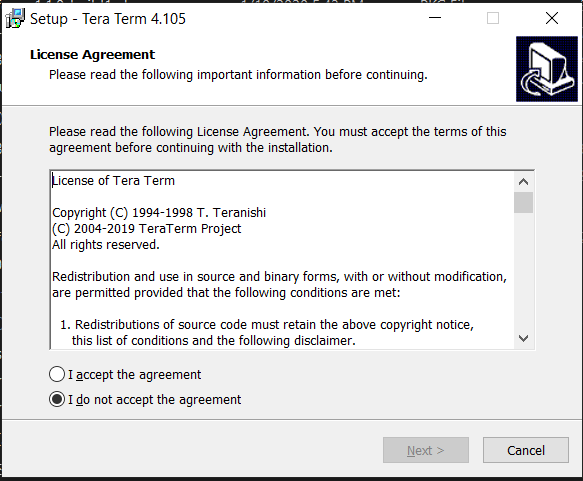 Setup - Tera Term 4.105
License Agreement
Please read the following important information before continuing.
Please read the following License Agreement. You must accept the terms of this
agreement before continuing with the installation.
License of Tera Term
Copyright (C) 1994-1998 T. Teranishi
(C) 2004-2019 TeraTerm Project
All rights reserved.
Redistribution and use in source and binary forms, with or without modification,
are permitted provided that the following conditions are met:
1. Redistributions of source code must retain the above copyright notice,
this list of conditions and the following disclaimer.
I accept the agreement
I do not accept the agreement
Next >
Cancel